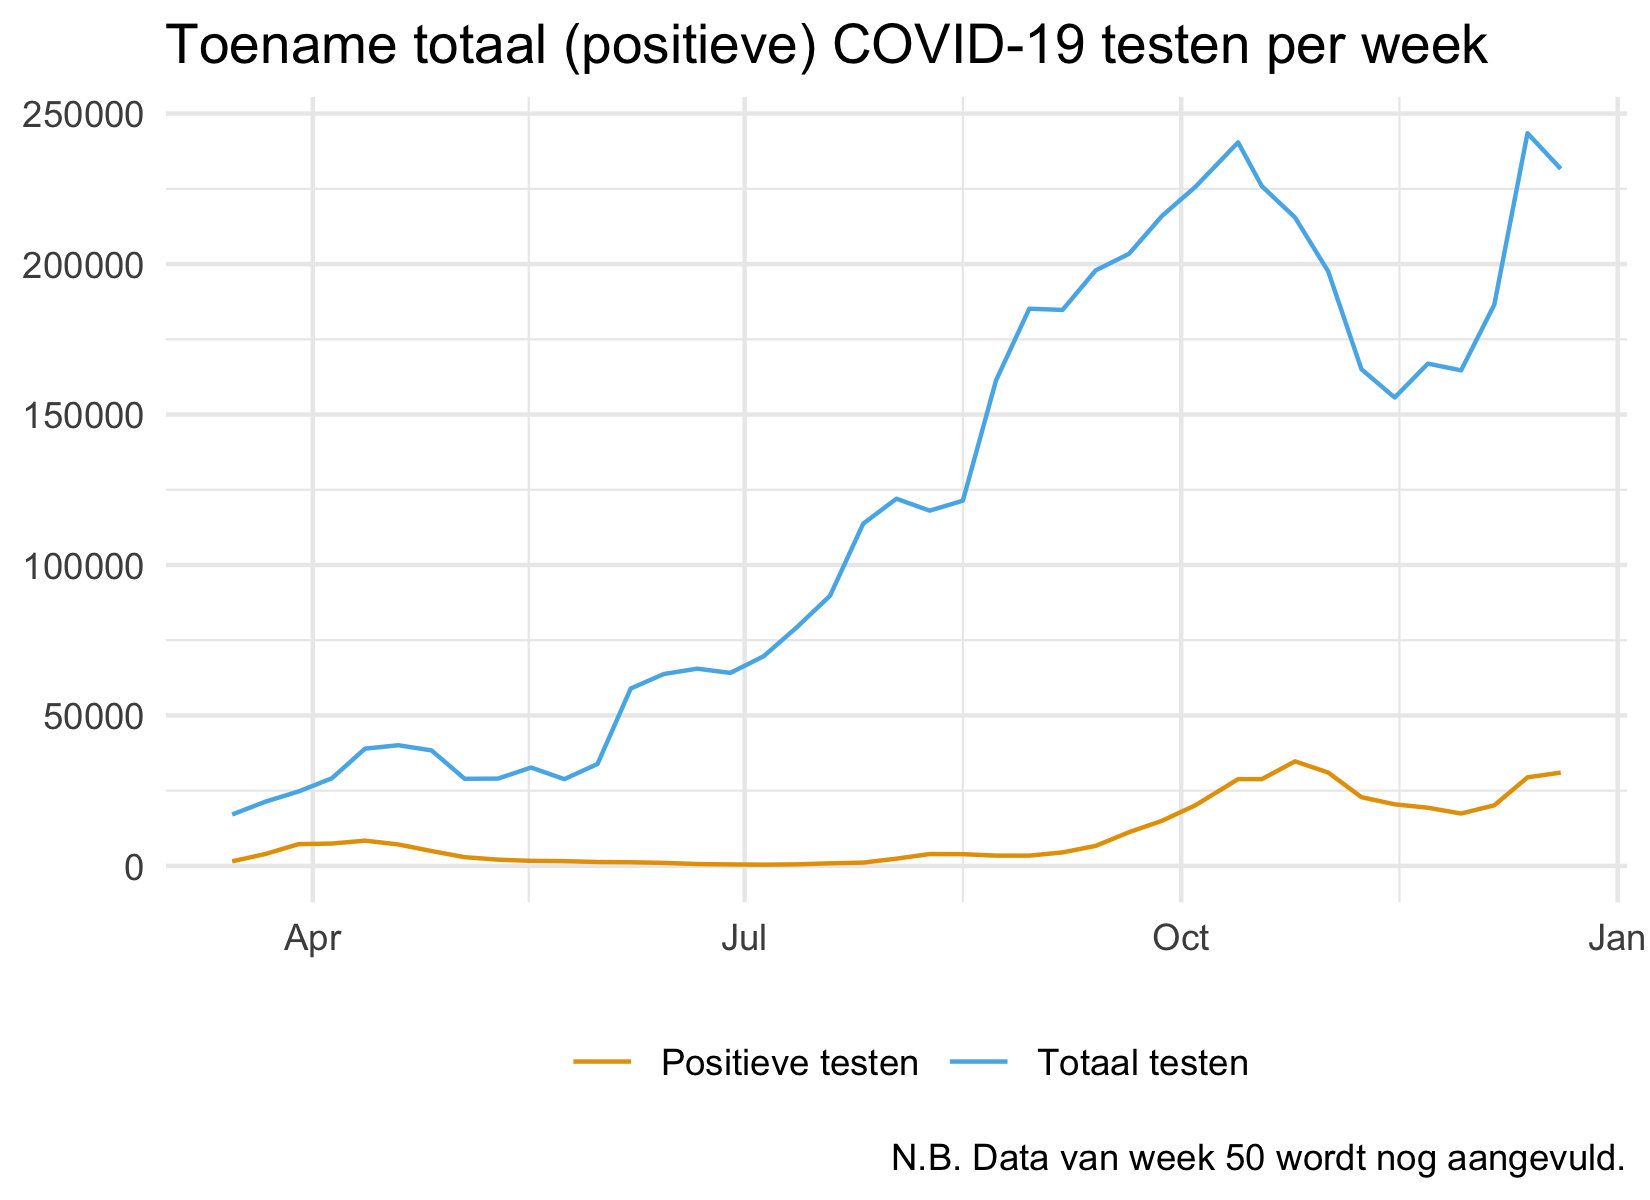 Toename totaal (positieve) COVID-19 testen per week
250000
200000
150000
100000
50000
0
Apr Jul Oct Jan
Positieve testen Totaal testen
N.B. Data van week 50 wordt nog aangevuld.